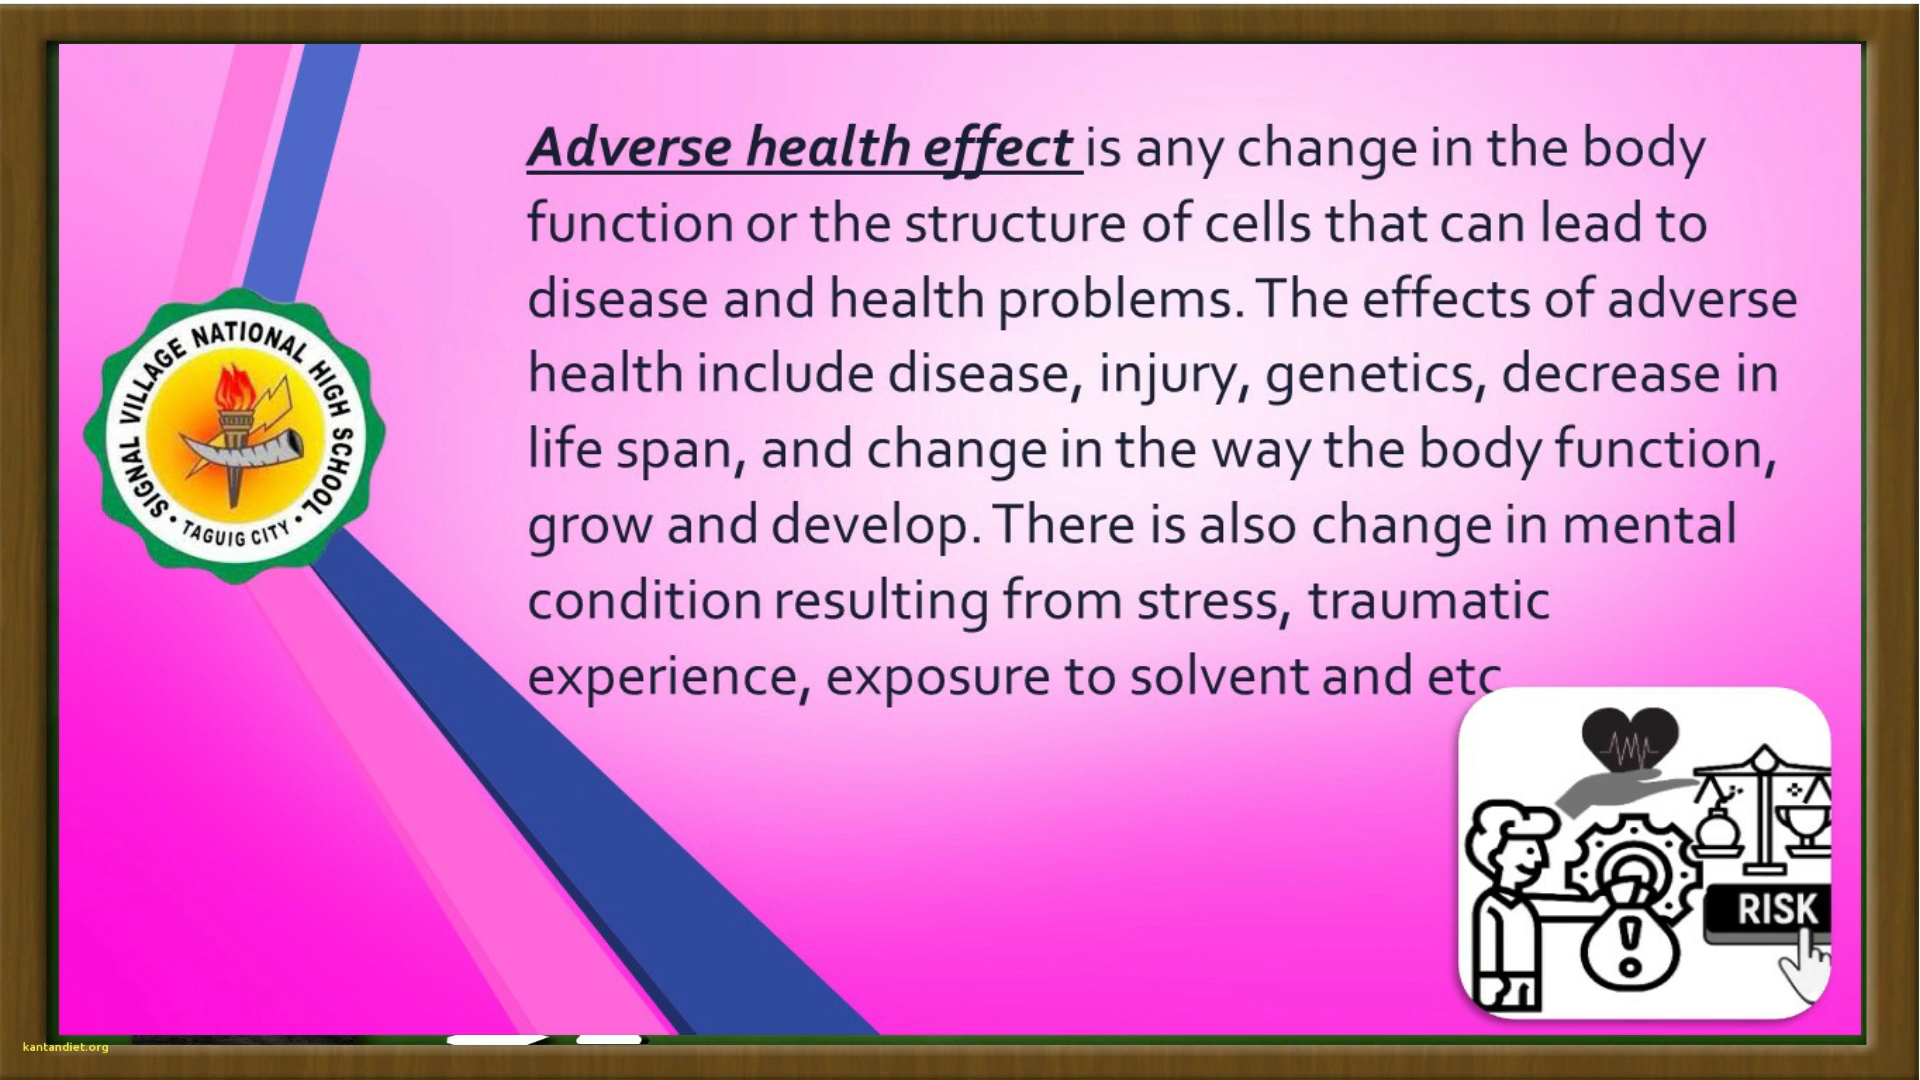 Adverse health effect is any change in the body
function or the structure of cells that can lead to
disease and health problems. The effects of adverse
health include disease, injury, genetics, decrease in
life span, and change in the way the body function,
grow and develop. There is also change in mental
condition resulting from stress, traumatic
experience, exposure to solvent and etc
SIGNAL VILLAGE NATIONAL HIGH SCHOOL
• TAGUIG CITY •
RISK
kantandiet.org